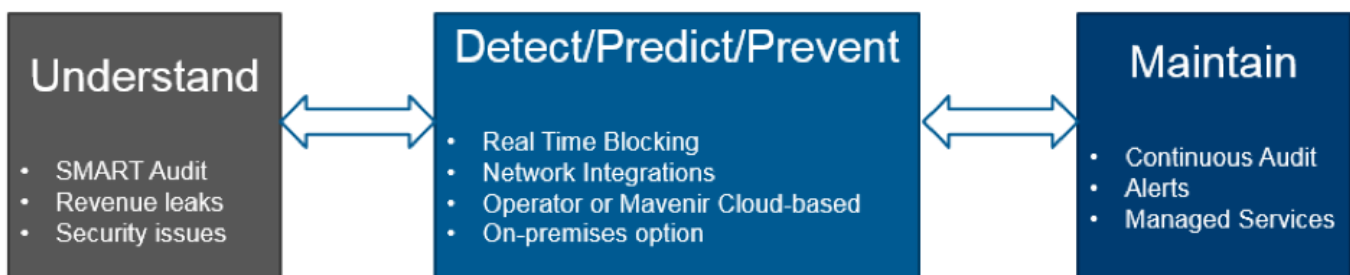 Understand
• SMART Audit
• Revenue leaks
• Security issues
Detect/Predict/Prevent
• Real Time Blocking
• Network Integrations
• Operator or Mavenir Cloud-based
• On-premises option
Maintain
• Continuous Audit
• Alerts
• Managed Services